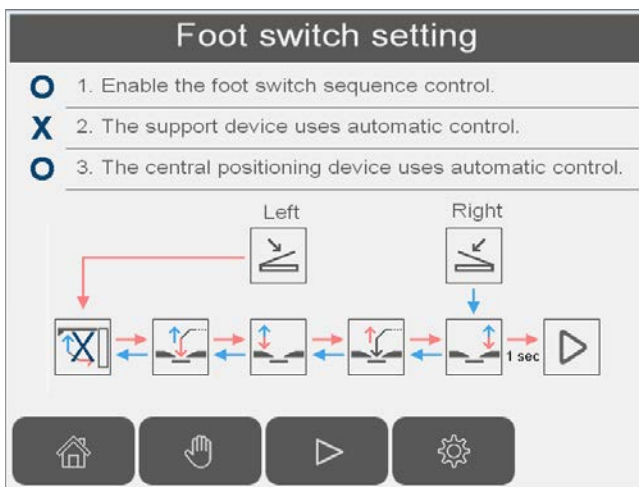 Foot switch setting
O 1. Enable the foot switch sequence control.
X 2. The support device uses automatic control.
O 3. The central positioning device uses automatic control.
Left Right
X
1 sec